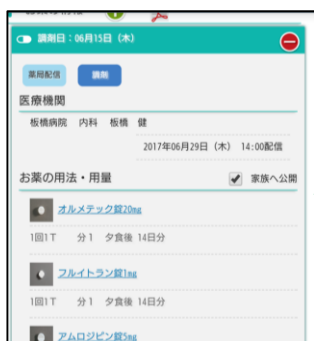 調剤日：06月15日（木）
薬局配信 調剤
医療機関
板橋病院 内科 板橋 健
2017年06月29日（木） 14:00配信
お薬の用法・用量 家族へ公開
オルメテック錠20mg
1回1T 分1 夕食後 14日分
フルイトラン錠1mg
1回1T 分1 夕食後 14日分
アムロジピン錠5mg